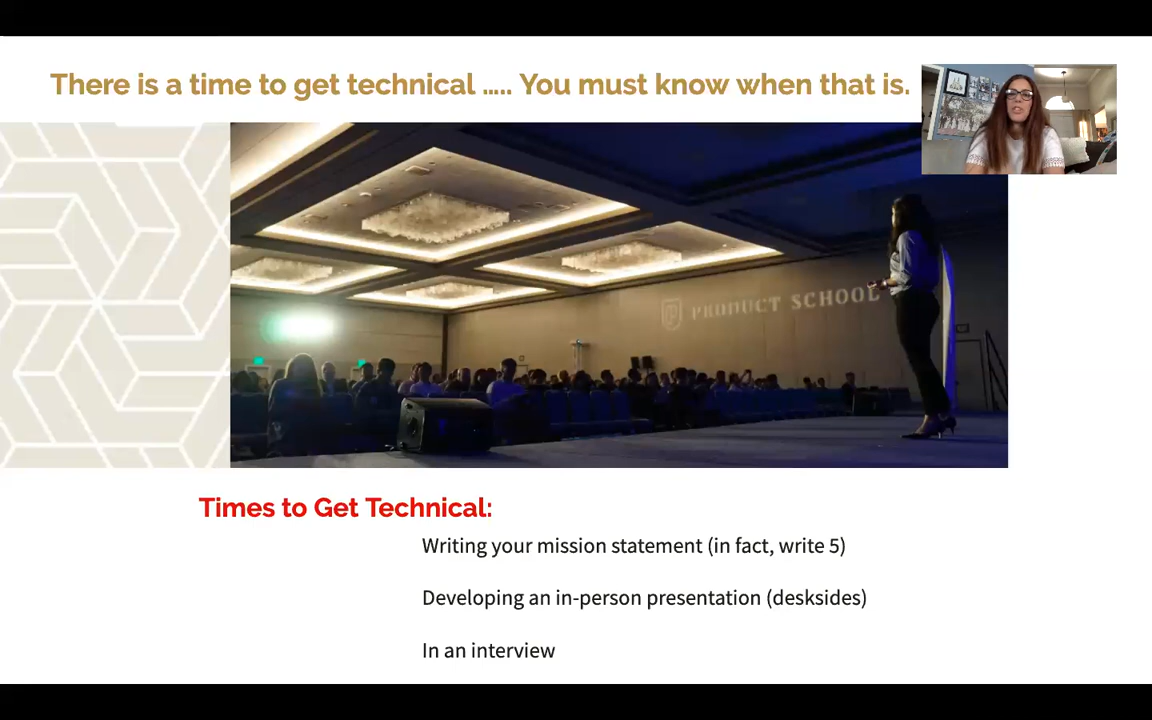 There is a time to get technical ..... You must know when that is.
PRODUCT SCHOOL
Times to Get Technical:
Writing your mission statement (in fact, write 5)
Developing an in-person presentation (desksides)
In an interview